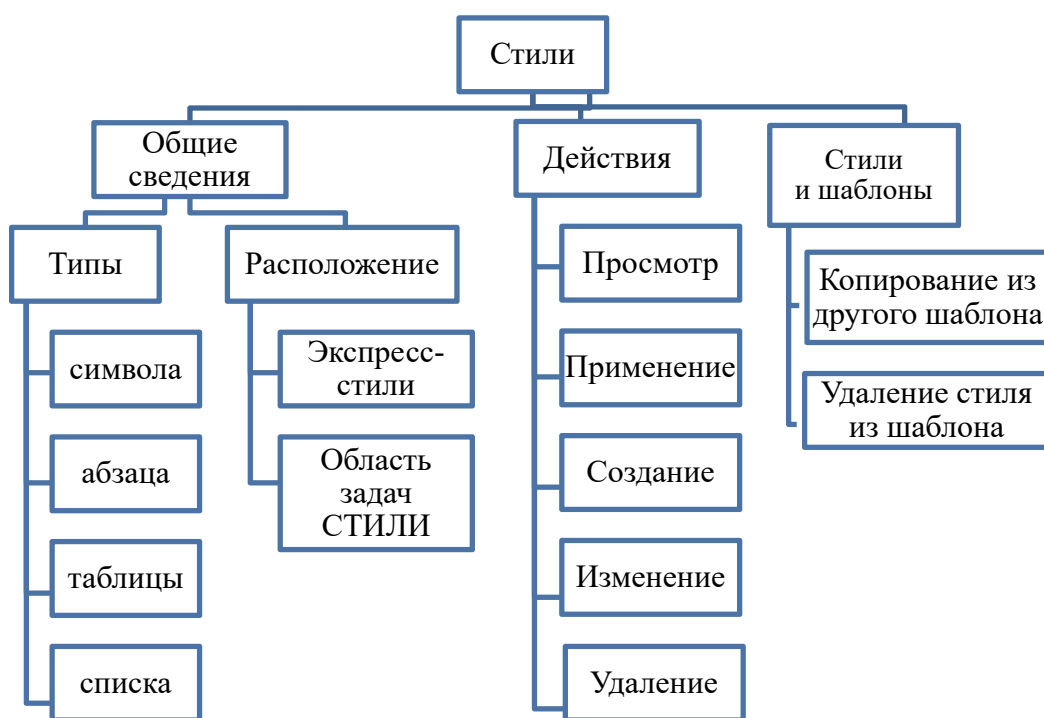 Стили
Общие
сведения
Типы
символа
абзаца
таблицы
списка
Расположение
Экспресс-
стили
Область
задач
СТИЛИ
Действия
Просмотр
Применение
Создание
Изменение
Удаление
Стили
и шаблоны
Копирование из
другого шаблона
Удаление стиля
из шаблона